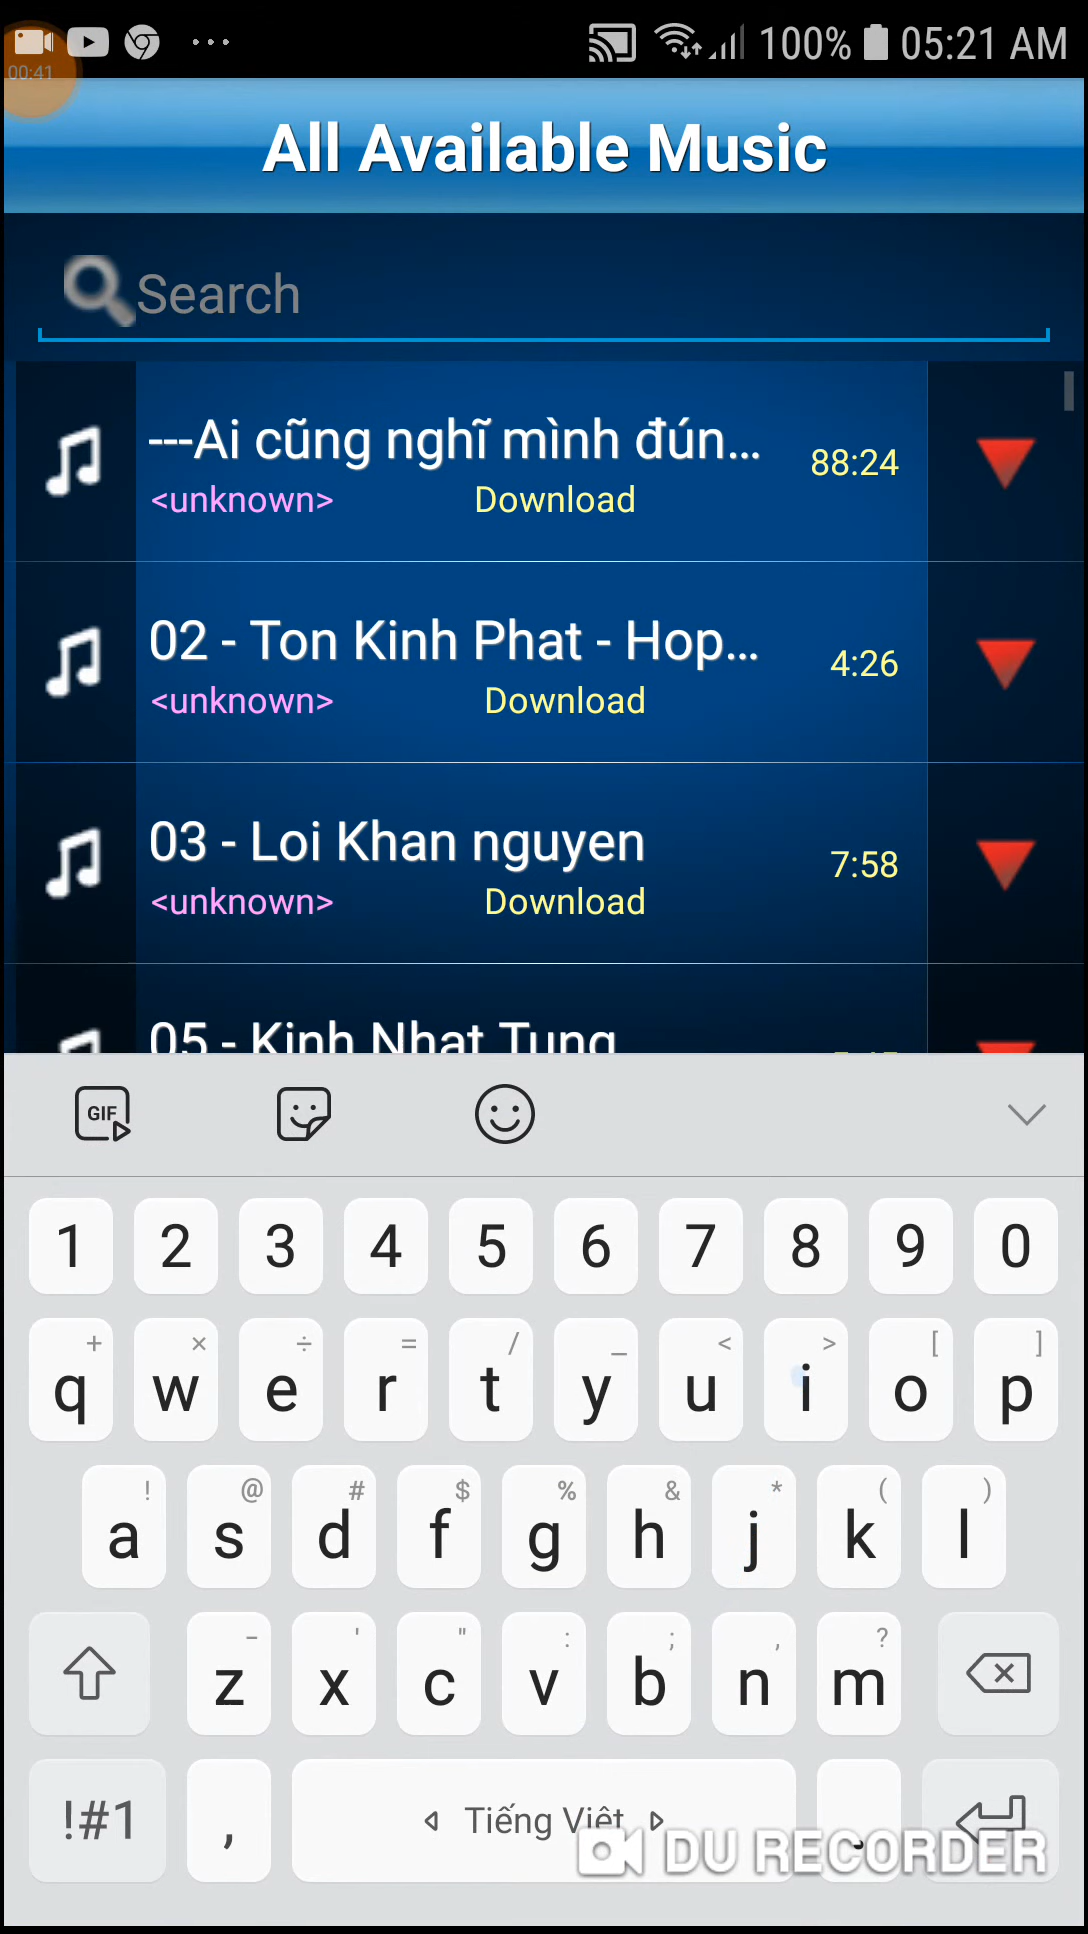 00:41
100% 05:21 AM
All Available Music
Search
---Ai cũng nghĩ mình đún...
88:24
<unknown> Download
02 - Ton Kinh Phat - Hop...
4:26
<unknown> Download
03 - Loi Khan nguyen
7:58
<unknown> Download
05 - Kinh Nhat Tung
GIF
1 2 3 4 5 6 7 8 9 0
+ × ÷ = / _ < > [ ]
q w e r t y u i o p
! @ # $ % & * ( )
a s d f g h j k l
- ' " : ; , ?
z x c v b n m
!#1 , Tiếng Việt .
DU RECORDER